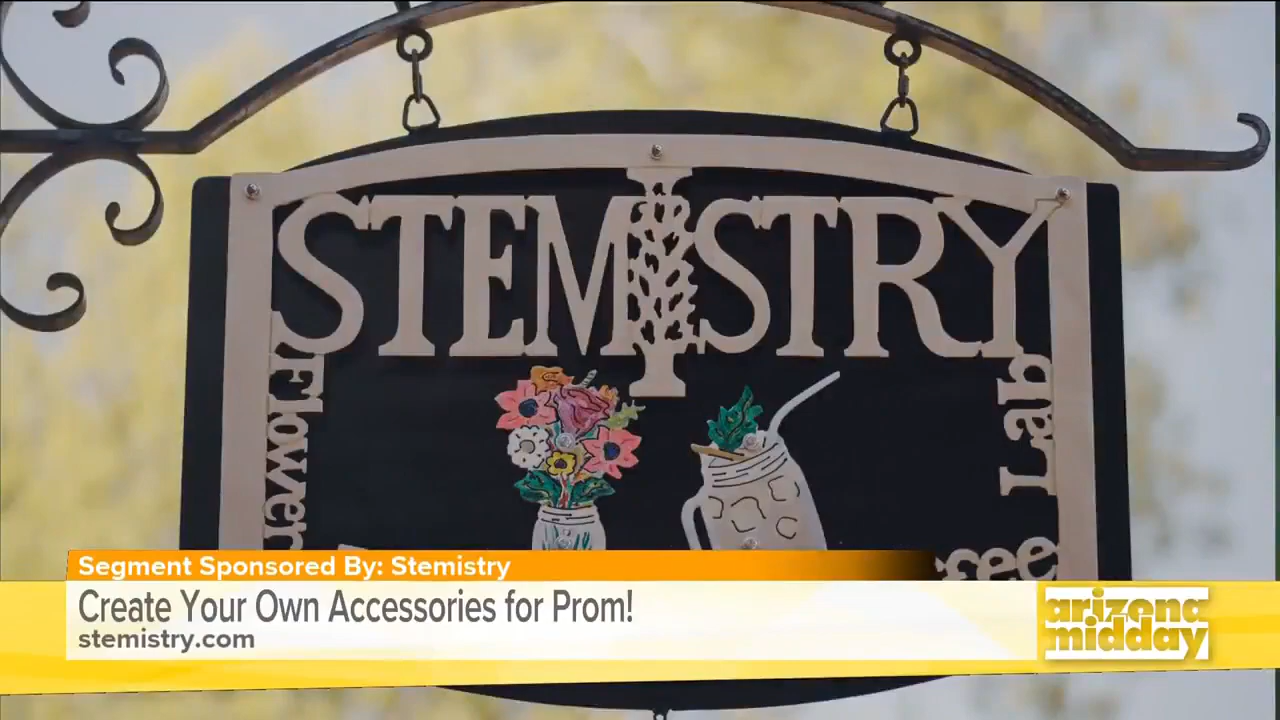 STEMISTRY
Flower
Lab
Segment Sponsored By: Stemistry
Create Your Own Accessories for Prom!
stemistry.com
arizona
midday